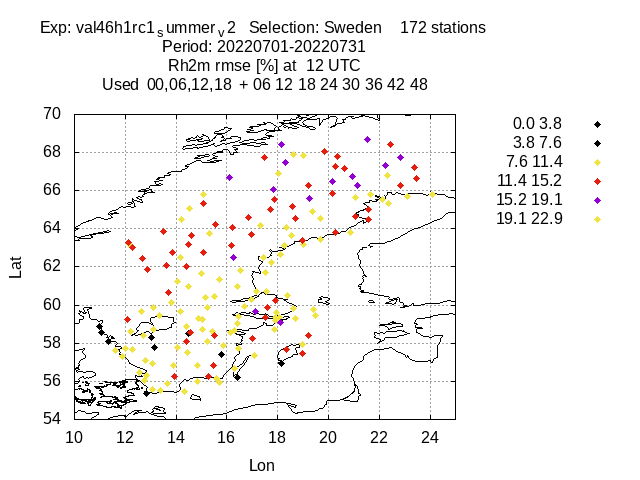 Exp: val46h1rc1summerv2 Selection: Sweden 172 stations
Period: 20220701-20220731
Rh2m rmse [%] at 12 UTC
Used 00,06,12,18 + 06 12 18 24 30 36 42 48
70
68
66
64
62
60
58
56
54
Lat
10 12 14 16 18 20 22 24
Lon
0.0 3.8
3.8 7.6
7.6 11.4
11.4 15.2
15.2 19.1
19.1 22.9